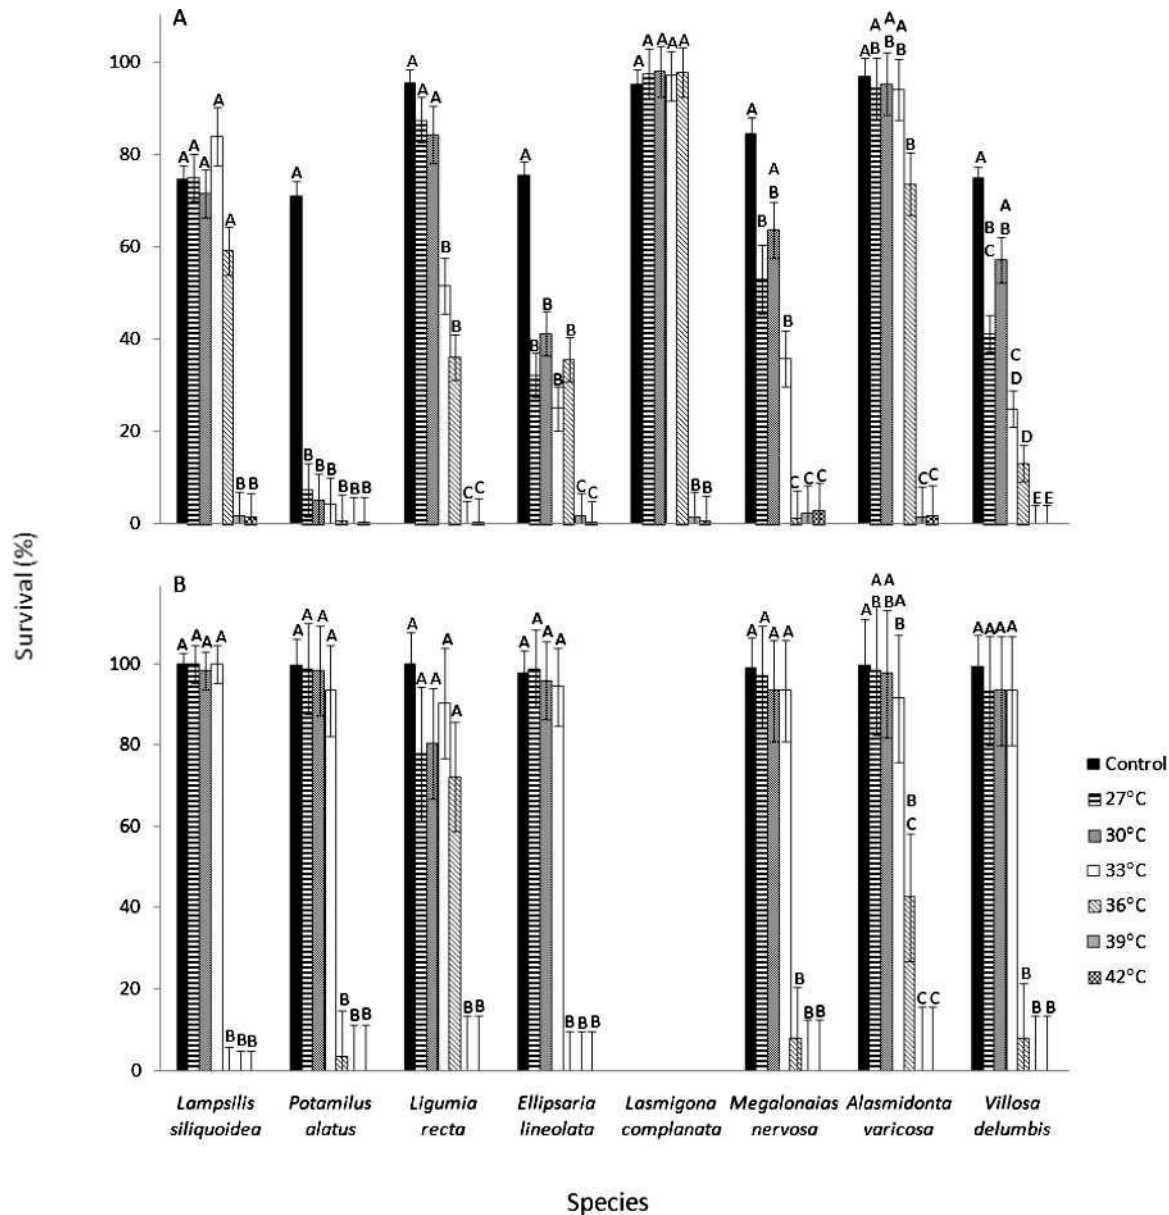 A
100
80
60
40
20
0
A A A A A B B
A B B B B B B
A A A B B C C
A B B B B C C
A A A A A B B
A B A B B C C C
A A B A B A B B C C
A B C A B C D D E E
Survival (%)
B
100
80
60
40
20
0
A A A A B B B
A A A A B B B
A A A A A B B
A A A A B B B
A A A A B B B
A A B A B A B B C C C
A A A A B B B
Control
27°C
30°C
33°C
36°C
39°C
42°C
Lampsilis
siliquoidea
Potamilus
alatus
Ligumia
recta
Ellipsaria
lineolata
Lasmigona
complanata
Megalonaias
nervosa
Alasmidonta
varicosa
Villosa
delumbis
Species